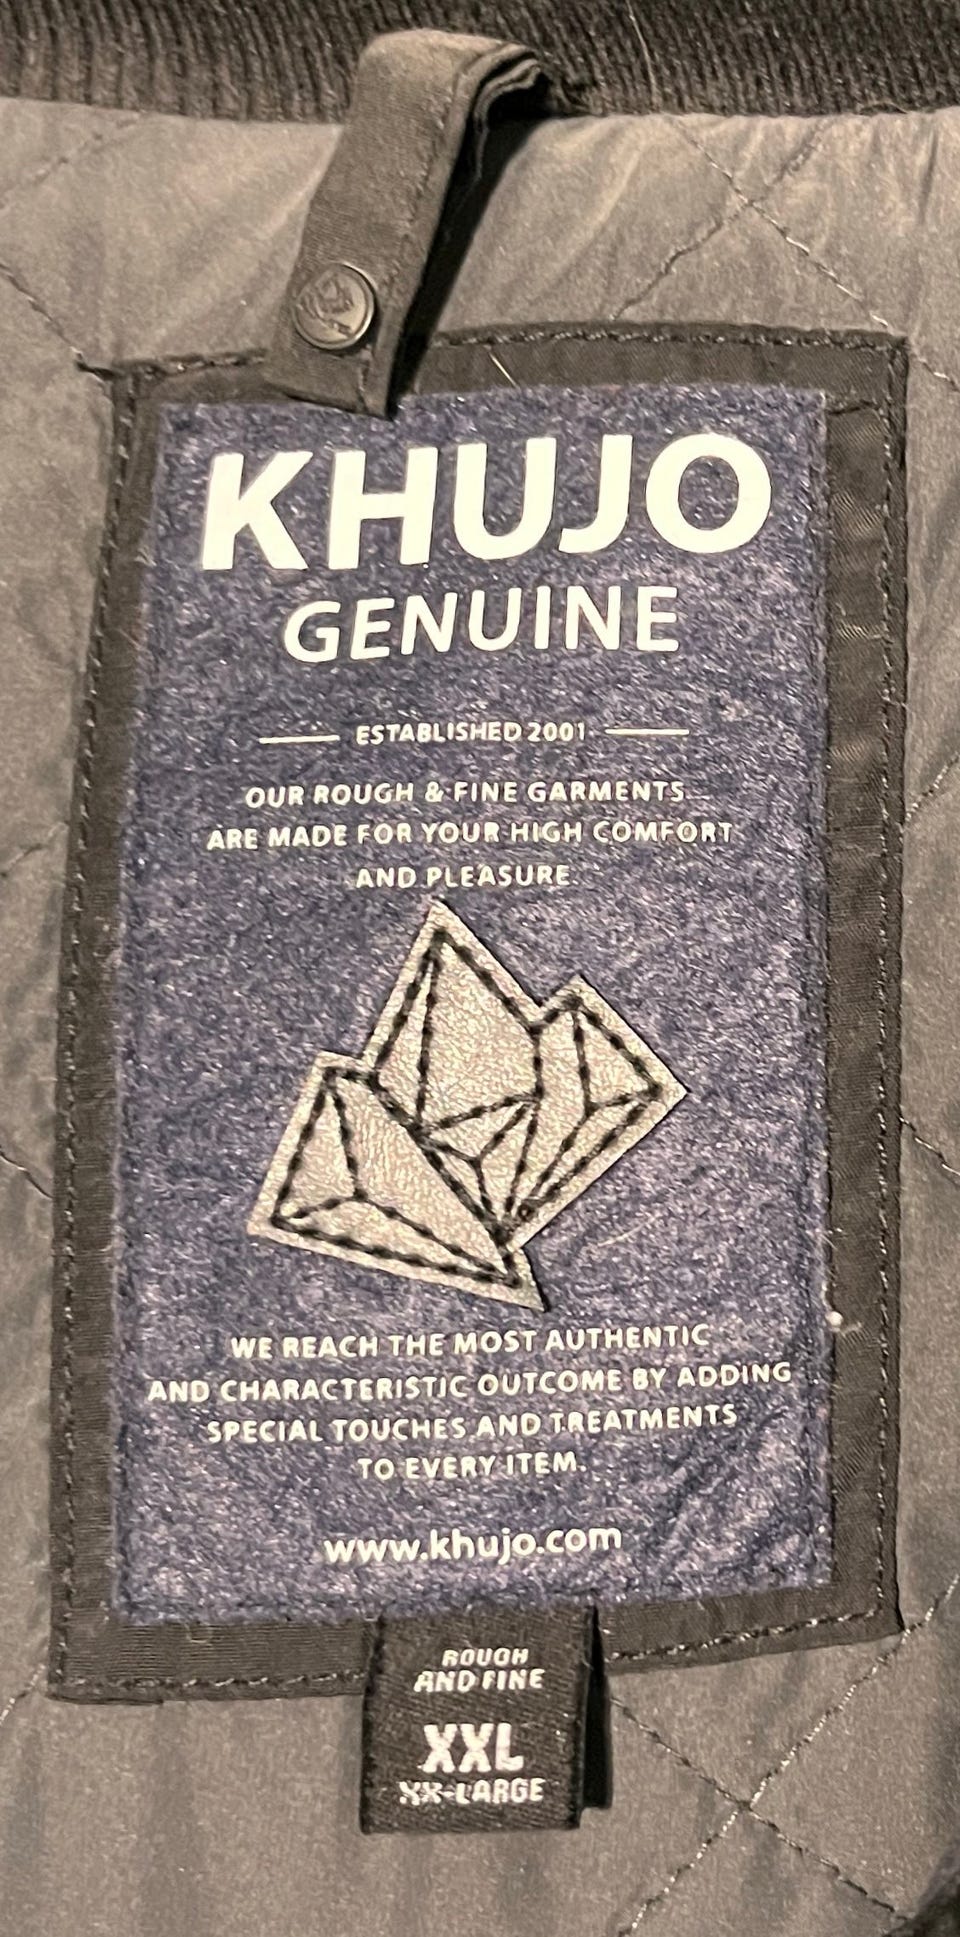 KHUJO
GENUINE
ESTABLISHED 2001
OUR ROUGH & FINE GARMENTS
ARE MADE FOR YOUR HIGH COMFORT
AND PLEASURE.
WE REACH THE MOST AUTHENTIC
AND CHARACTERISTIC OUTCOME BY ADDING
SPECIAL TOUCHES AND TREATMENTS
TO EVERY ITEM.
www.khujo.com
ROUGH
AND FINE
XXL
XX-LARGE